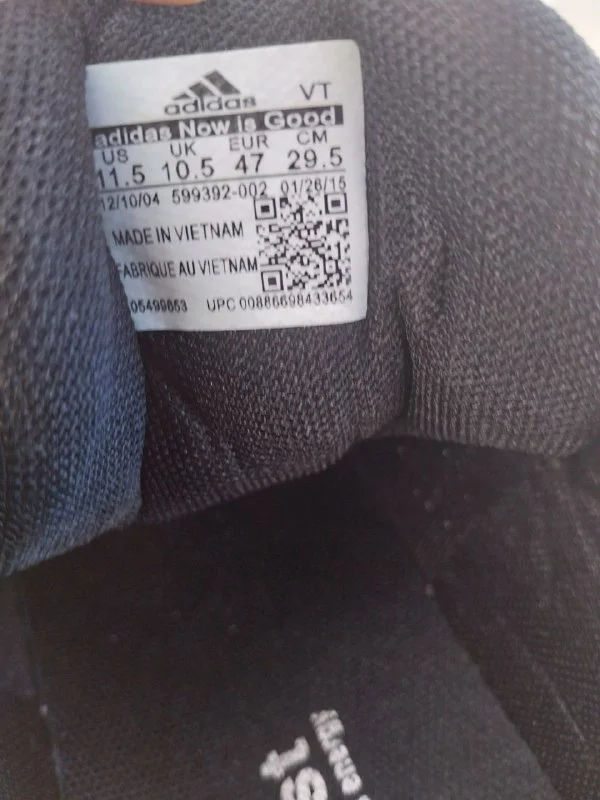 adidas VT
adidas Now is Good
US UK EUR CM
11.5 10.5 47 29.5
12/10/04 599392-002 01/26/15
MADE IN VIETNAM
FABRIQUE AU VIETNAM
05499863 UPC 00886698433654